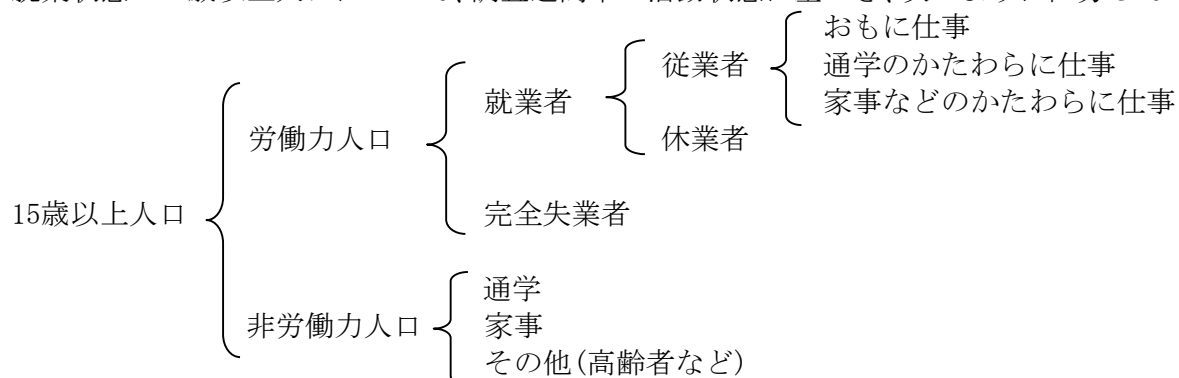 おもに仕事
従業者
通学のかたわらに仕事
就業者
家事などのかたわらに仕事
労働力人口
休業者
15歳以上人口
完全失業者
通学
非労働力人口
家事
その他(高齢者など)